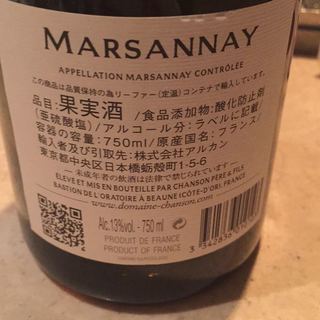 MARSANNAY
APPELLATION MARSANNAY CONTRÔLÉE
この商品は品質保持の為リーファー(定温)コンテナで輸入しています。
品目:果実酒/食品添加物:酸化防止剤
(亜硫酸塩)/アルコール分:ラベルに記載
容器の容量:750ml/原産国名:フランス/
輸入者及び引取先:株式会社アルカン
東京都中央区日本橋蛎殻町1-5-6
未成年者の飲酒は法律で禁じられています。
ELEVÉ ET MIS EN BOUTEILLE PAR CHANSON PÈRE & FILS
BASTION DE L'ORATOIRE À BEAUNE (CÔTE-D'OR), FRANCE
www.domaine-chanson.com
Alc.13%vol. - 750 ml
PRODUIT DE FRANCE
PRODUCT OF FRANCE